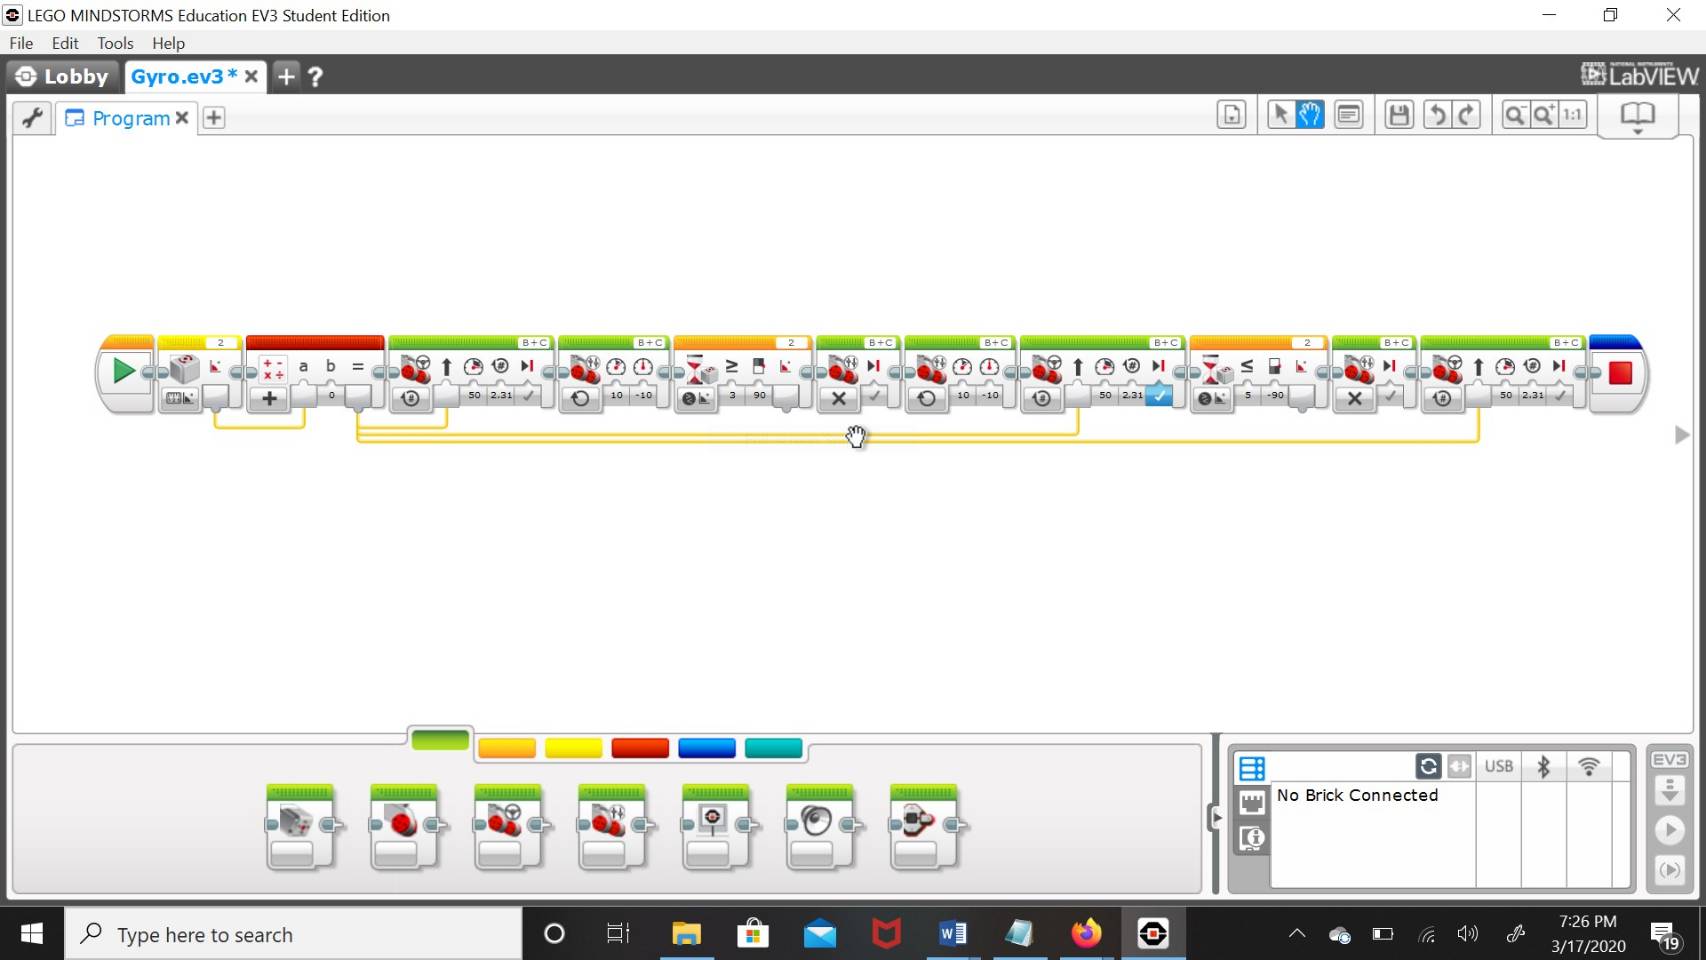 LEGO MINDSTORMS Education EV3 Student Edition
File Edit Tools Help
Lobby Gyro.ev3* + ?
NATIONAL INSTRUMENTS
LabVIEW
Program
1:1
2 B+C B+C 2 B+C B+C B+C 2 B+C B+C
a b = ≥ ≤
0 50 2.31 10 -10 3 90 10 -10 50 2.31 5 -90 50 2.31
EV3
USB
No Brick Connected
Type here to search
7:26 PM
3/17/2020
19